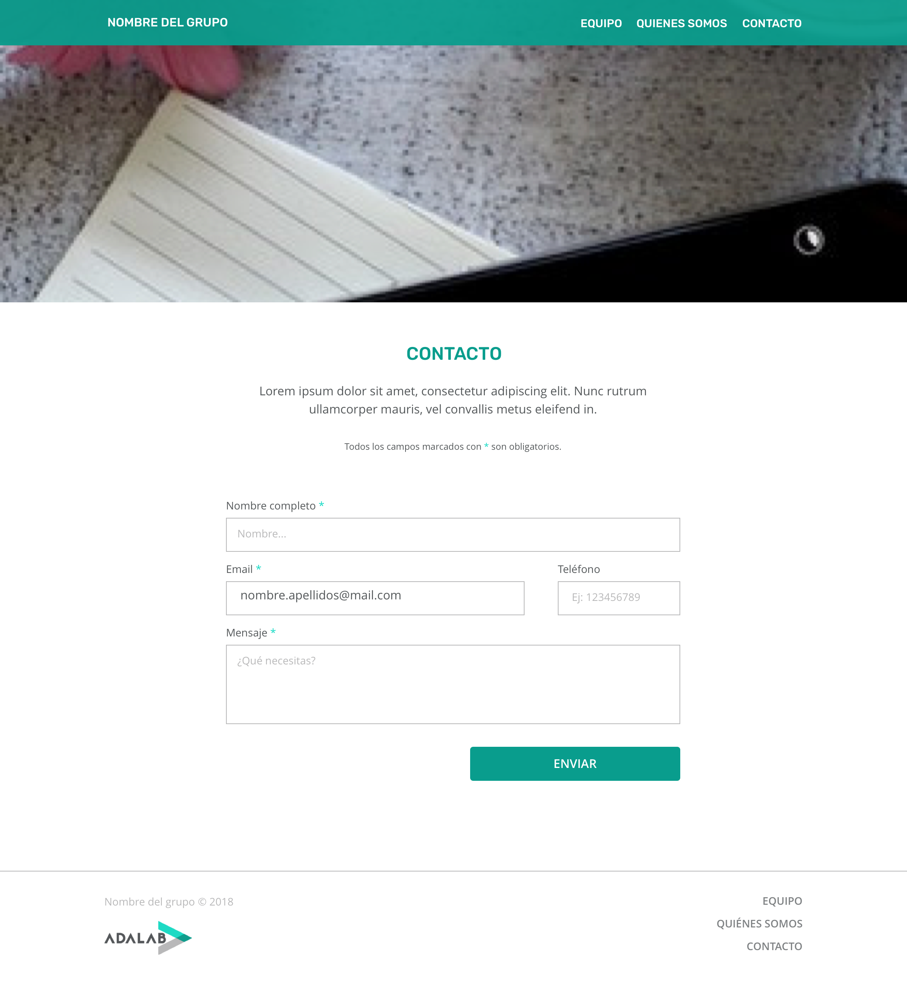 NOMBRE DEL GRUPO
EQUIPO QUIENES SOMOS CONTACTO
CONTACTO
Lorem ipsum dolor sit amet, consectetur adipiscing elit. Nunc rutrum
ullamcorper mauris, vel convallis metus eleifend in.
Todos los campos marcados con * son obligatorios.
Nombre completo *
Nombre...
Email *
nombre.apellidos@mail.com
Teléfono
Ej: 123456789
Mensaje *
¿Qué necesitas?
ENVIAR
Nombre del grupo © 2018
ADALAB
EQUIPO
QUIÉNES SOMOS
CONTACTO